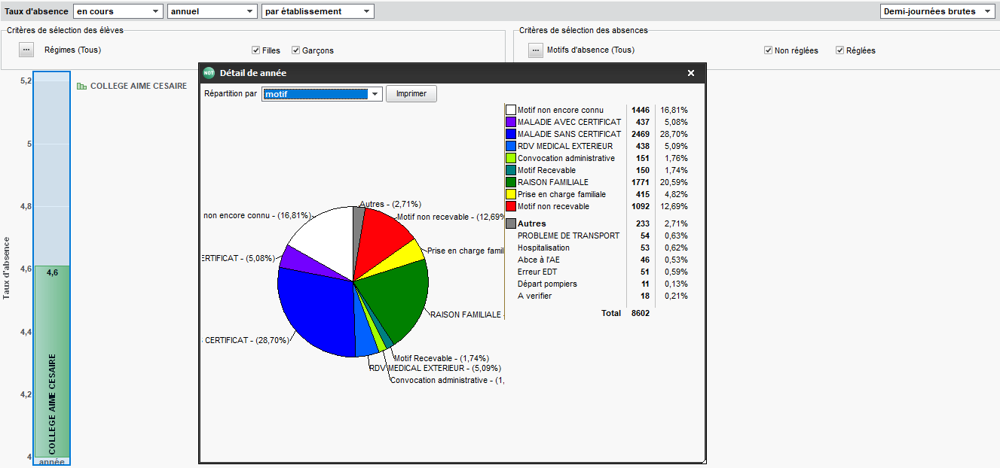 Taux d'absence en cours annuel par établissement Demi-journées brutes
Critères de sélection des élèves
... Régimes (Tous) Filles Garçons
Critères de sélection des absences
... Motifs d'absence (Tous) Non réglées Réglées
5,2
5
4,8
4,6
4,4
4,2
4
Taux d'absence
4,6
COLLEGE AIME CESAIRE
année
COLLEGE AIME CESAIRE
NOT Détail de année
Répartition par motif Imprimer
Autres - (2,71%)
non encore connu - (16,81%)
Motif non recevable - (12,69%
Prise en charge famil
ERTIFICAT - (5,08%)
RAISON FAMILIALE
CERTIFICAT - (28,70%)
Motif Recevable - (1,74%)
RDV MEDICAL EXTERIEUR - (5,09%)
Convocation administrative - (1,
Motif non encore connu 1446 16,81%
MALADIE AVEC CERTIFICAT 437 5,08%
MALADIE SANS CERTIFICAT 2469 28,70%
RDV MEDICAL EXTERIEUR 438 5,09%
Convocation administrative 151 1,76%
Motif Recevable 150 1,74%
RAISON FAMILIALE 1771 20,59%
Prise en charge familiale 415 4,82%
Motif non recevable 1092 12,69%
Autres 233 2,71%
PROBLEME DE TRANSPORT 54 0,63%
Hospitalisation 53 0,62%
Abce à l'AE 46 0,53%
Erreur EDT 51 0,59%
Départ pompiers 11 0,13%
A verifier 18 0,21%
Total 8602